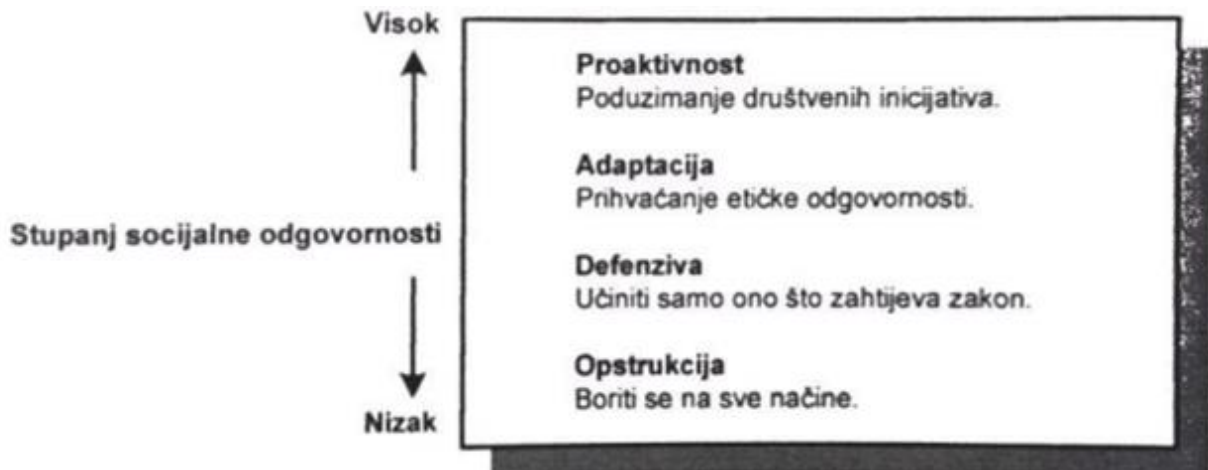 Visok
Proaktivnost
Poduzimanje društvenih inicijativa.
Adaptacija
Prihvaćanje etičke odgovornosti.
Stupanj socijalne odgovornosti
Defenziva
Učiniti samo ono što zahtijeva zakon.
Opstrukcija
Boriti se na sve načine.
Nizak